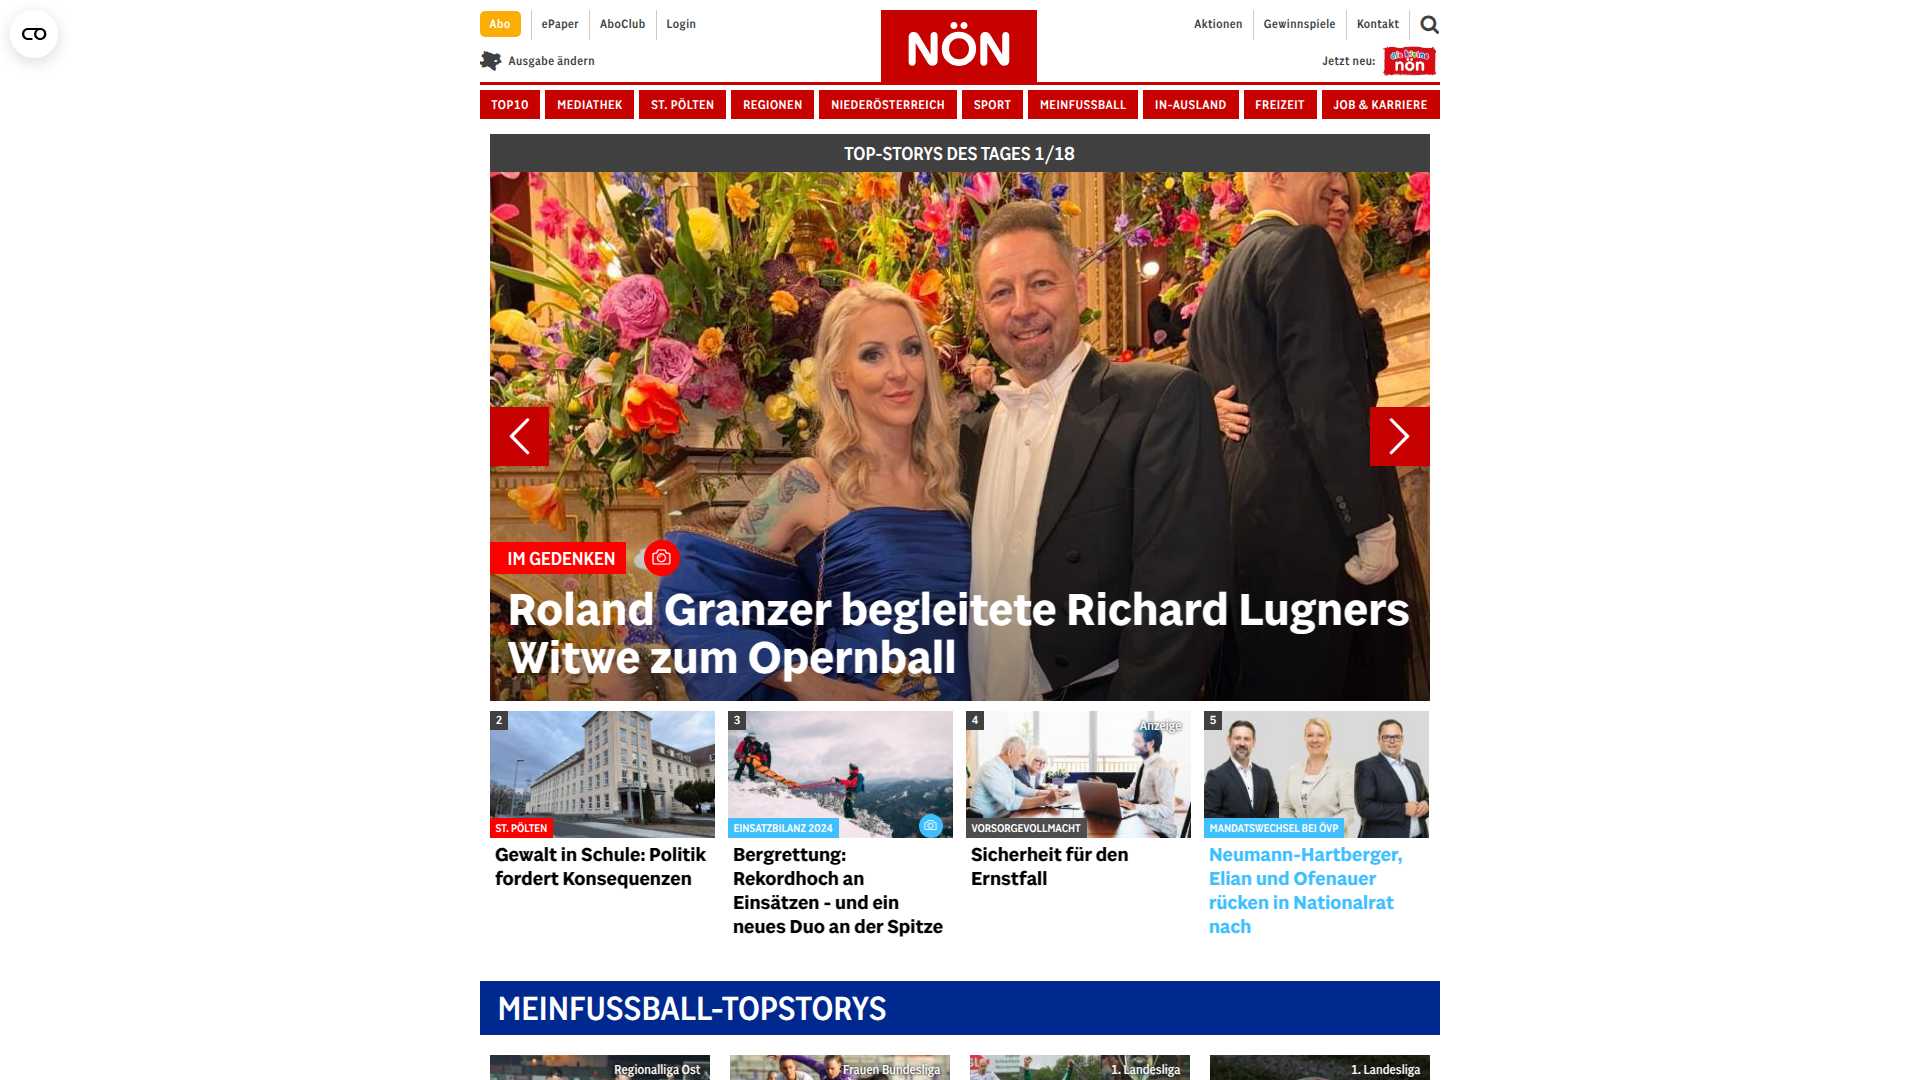 Abo
ePaper
AboClub
Login
NÖN
Aktionen
Gewinnspiele
Kontakt
Ausgabe ändern
Jetzt neu:
die kleine
nön
TOP10
MEDIATHEK
ST. PÖLTEN
REGIONEN
NIEDERÖSTERREICH
SPORT
MEINFUSSBALL
IN-AUSLAND
FREIZEIT
JOB & KARRIERE
TOP-STORYS DES TAGES 1/18
IM GEDENKEN
Roland Granzer begleitete Richard Lugners
Witwe zum Opernball
2
ST. PÖLTEN
Gewalt in Schule: Politik
fordert Konsequenzen
3
EINSATZBILANZ 2024
Bergrettung:
Rekordhoch an
Einsätzen - und ein
neues Duo an der Spitze
4
Anzeige
VORSORGEVOLLMACHT
Sicherheit für den
Ernstfall
5
MANDATSWECHSEL BEI ÖVP
Neumann-Hartberger,
Elian und Ofenauer
rücken in Nationalrat
nach
MEINFUSSBALL-TOPSTORYS
Regionalliga Ost
Frauen Bundesliga
1. Landesliga
1. Landesliga